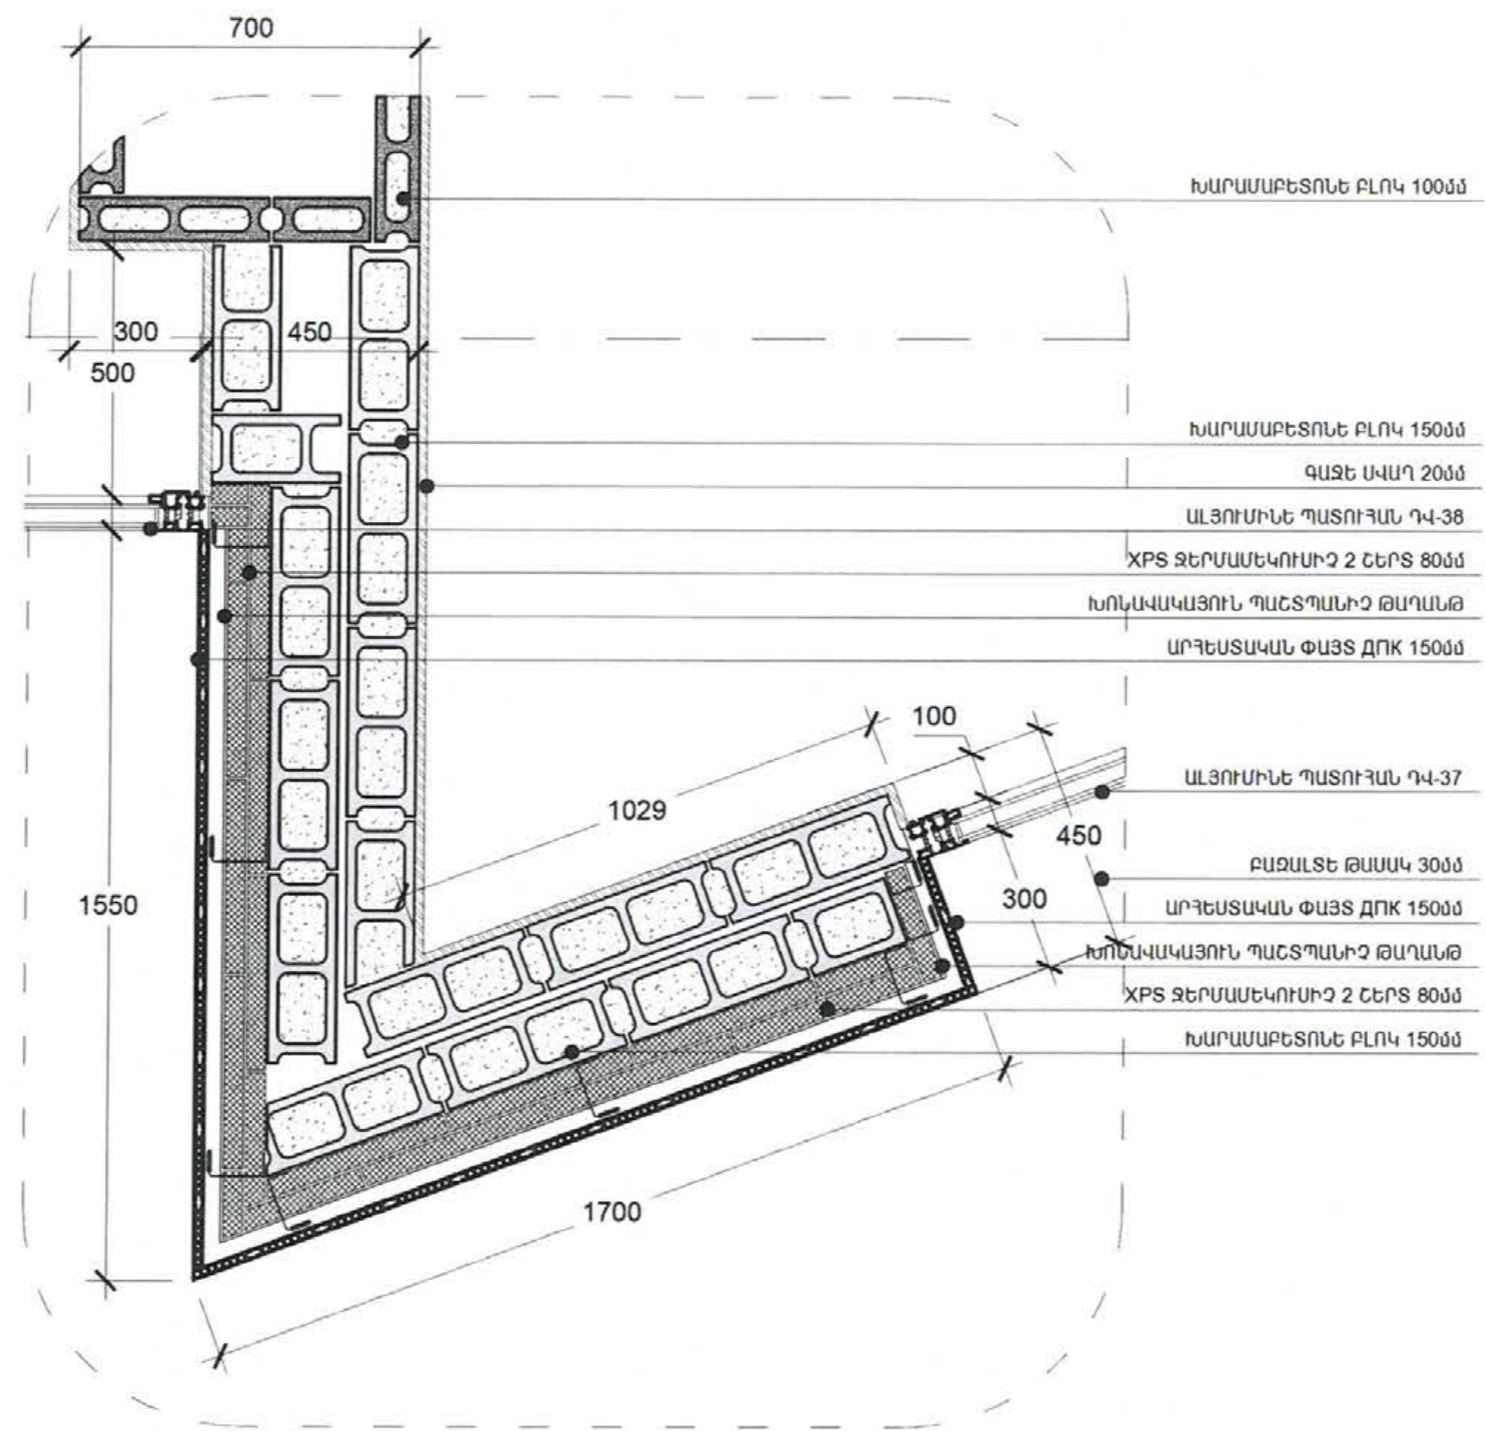 700
ԽԱՐԱՄԱԲԵՏՈՆԵ ԲԼՈԿ 100մմ
300
450
500
ԽԱՐԱՄԱԲԵՏՈՆԵ ԲԼՈԿ 150մմ
ԳԱՋԵ ՍՎԱՂ 20մմ
ԱԼՅՈՒՄԻՆԵ ՊԱՏՈՒՀԱՆ ԴՎ-38
XPS ՋԵՐՄԱՄԵԿՈՒՍԻՉ 2 ՇԵՐՏ 80մմ
ԽՈՆԱՎԱԿԱՅՈՒՆ ՊԱՇՏՊԱՆԻՉ ԹԱՂԱՆԹ
ԱՐՀԵՍՏԱԿԱՆ ՓԱՅՏ ДПК 150մմ
100
ԱԼՅՈՒՄԻՆԵ ՊԱՏՈՒՀԱՆ ԴՎ-37
1029
450
ԲԱԶԱԼՏԵ ԹԱՍԱԿ 30մմ
1550
300
ԱՐՀԵՍՏԱԿԱՆ ՓԱՅՏ ДПК 150մմ
ԽՈՆԱՎԱԿԱՅՈՒՆ ՊԱՇՏՊԱՆԻՉ ԹԱՂԱՆԹ
XPS ՋԵՐՄԱՄԵԿՈՒՍԻՉ 2 ՇԵՐՏ 80մմ
ԽԱՐԱՄԱԲԵՏՈՆԵ ԲԼՈԿ 150մմ
1700